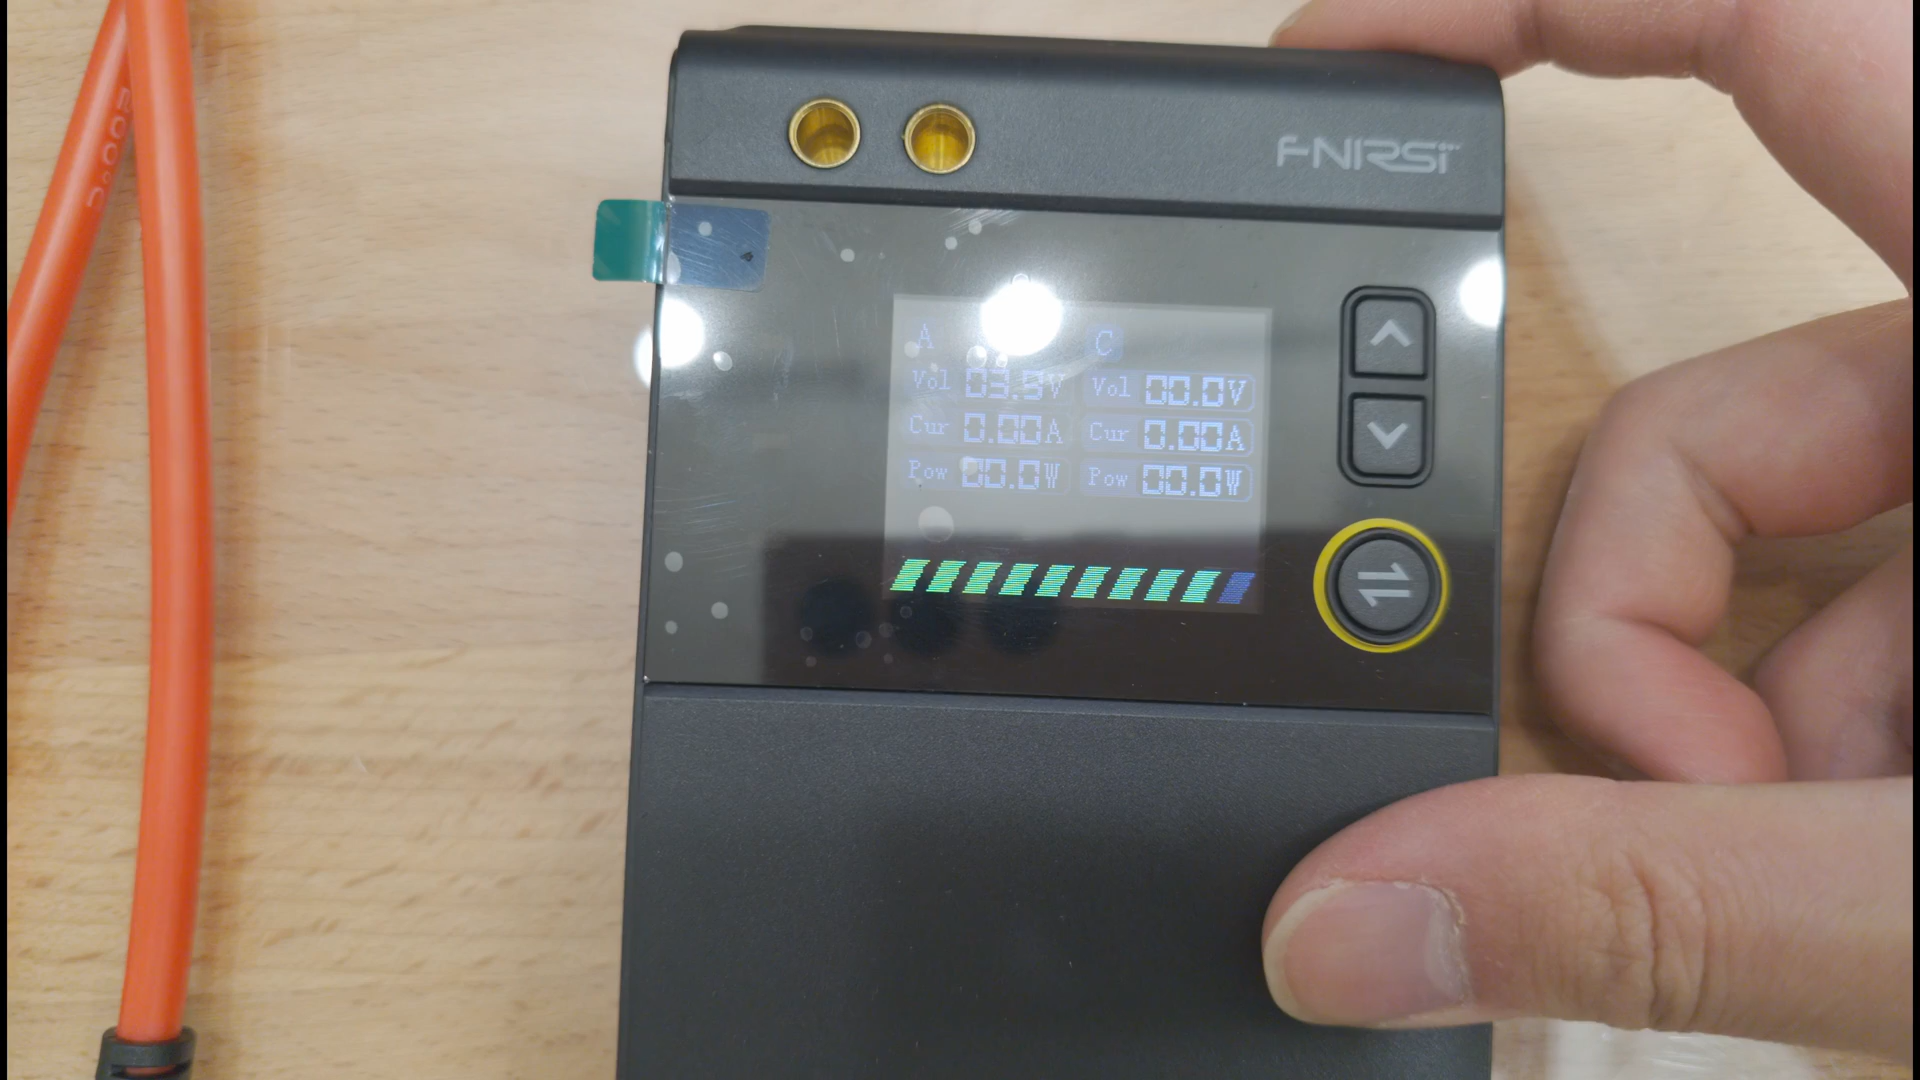 FNIRSI
A C
Vol 03.9V Vol 00.0V
Cur 0.00A Cur 0.00A
Pow 00.0W Pow 00.0W
200°C